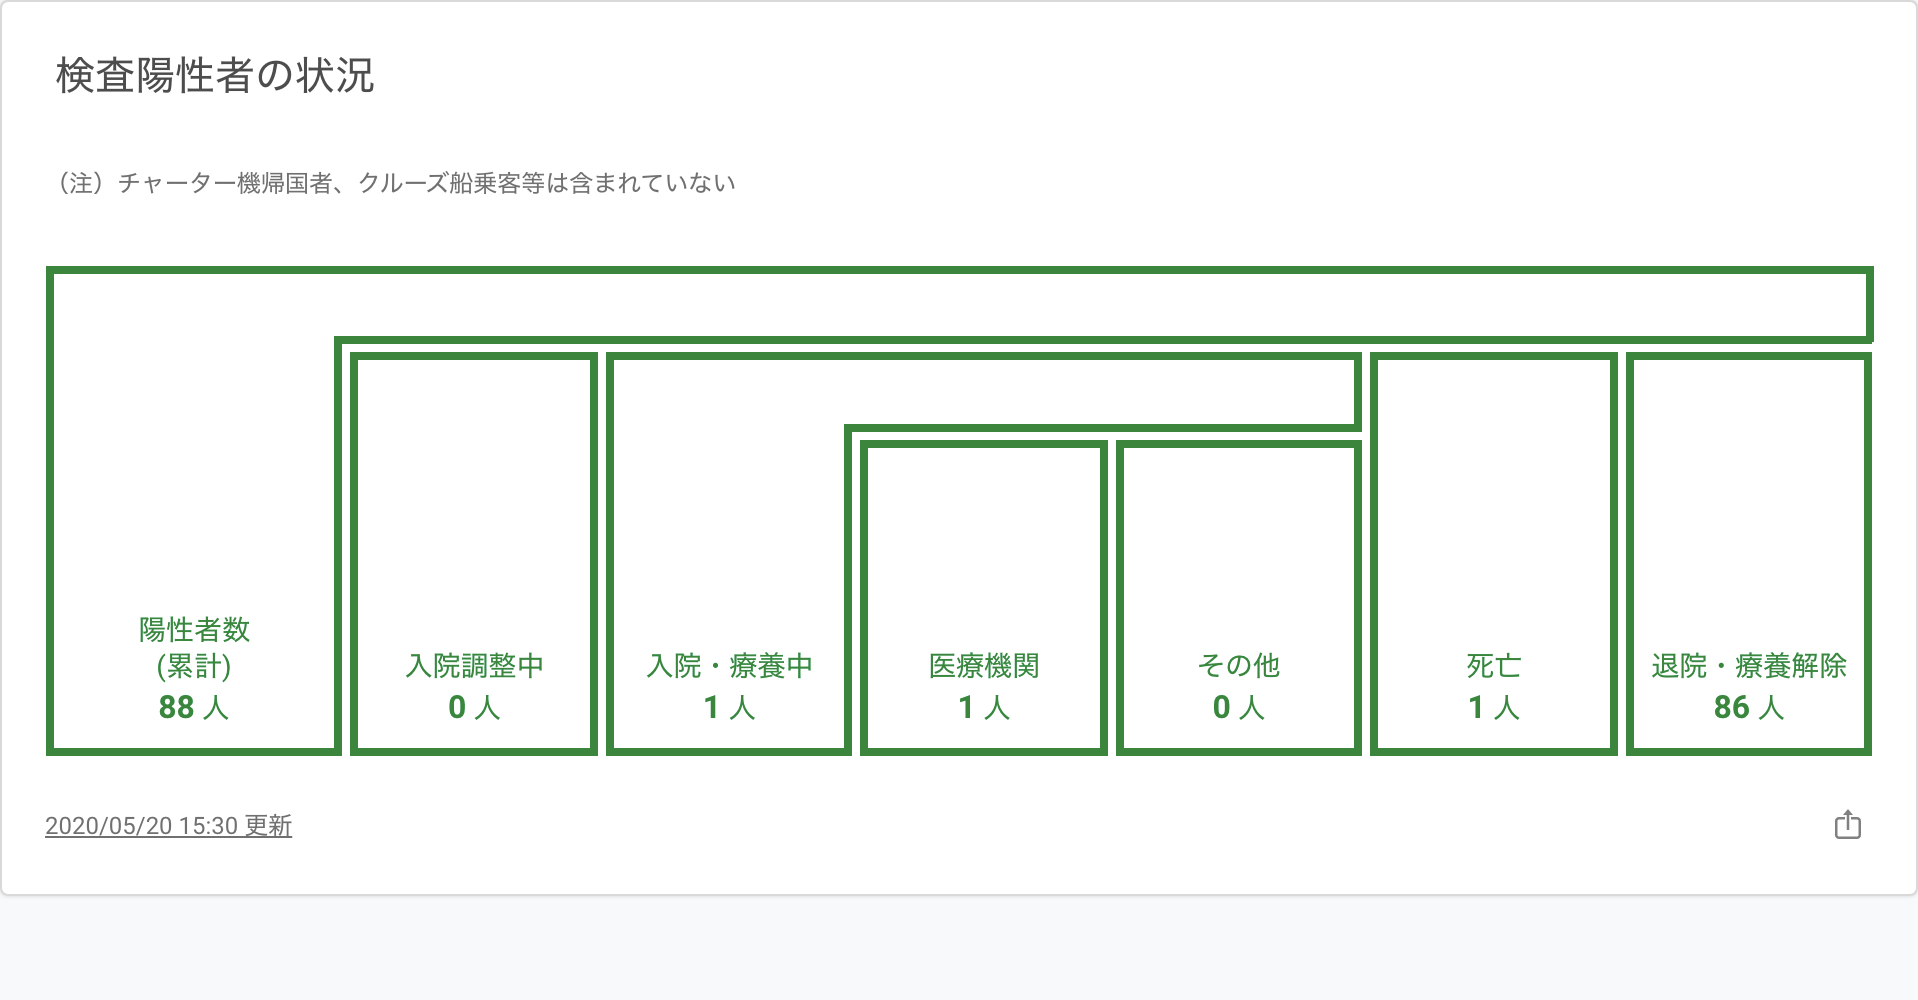 検査陽性者の状況
（注）チャーター機帰国者、クルーズ船乗客等は含まれていない
陽性者数
(累計)
88 人
入院調整中
0 人
入院・療養中
1 人
医療機関
1 人
その他
0 人
死亡
1 人
退院・療養解除
86 人
2020/05/20 15:30 更新